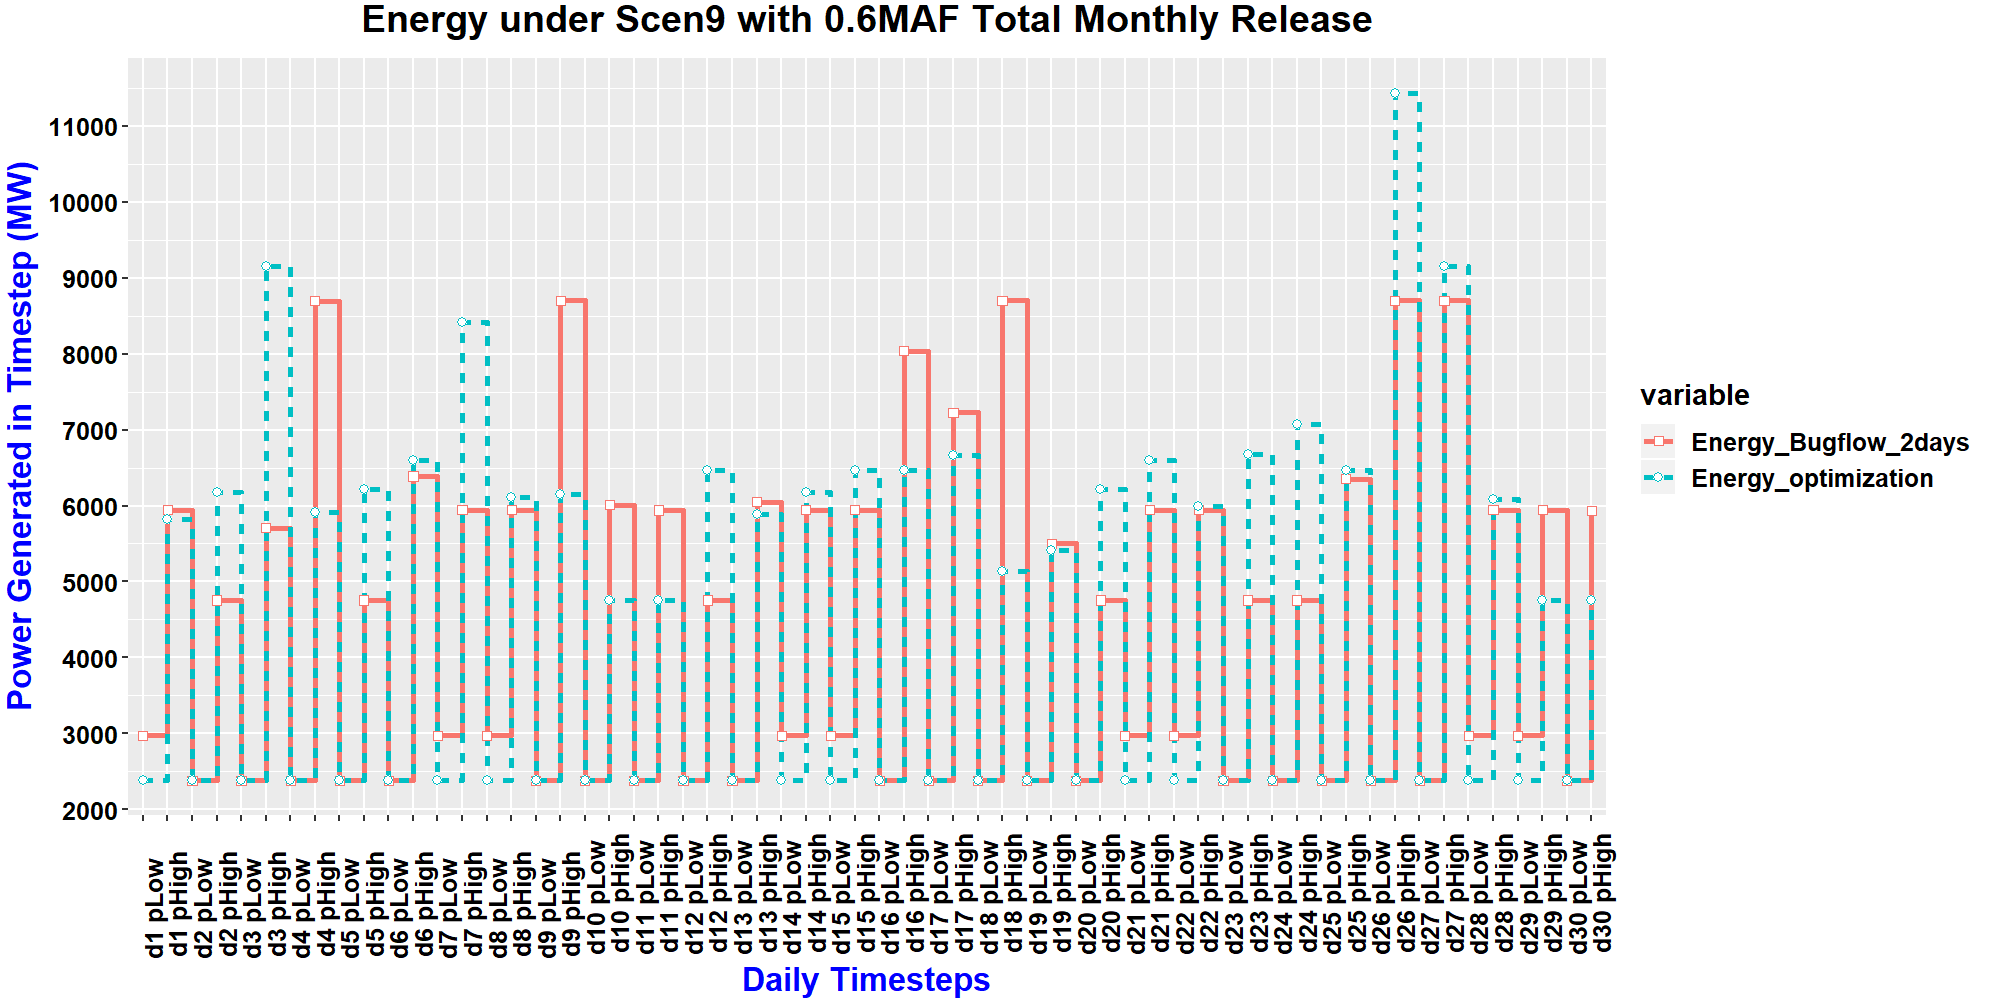 Energy under Scen9 with 0.6MAF Total Monthly Release
Power Generated in Timestep (MW)
11000
10000
9000
8000
7000
6000
5000
4000
3000
2000
d1 pLow
d1 pHigh
d2 pLow
d2 pHigh
d3 pLow
d3 pHigh
d4 pLow
d4 pHigh
d5 pLow
d5 pHigh
d6 pLow
d6 pHigh
d7 pLow
d7 pHigh
d8 pLow
d8 pHigh
d9 pLow
d9 pHigh
d10 pLow
d10 pHigh
d11 pLow
d11 pHigh
d12 pLow
d12 pHigh
d13 pLow
d13 pHigh
d14 pLow
d14 pHigh
d15 pLow
d15 pHigh
d16 pLow
d16 pHigh
d17 pLow
d17 pHigh
d18 pLow
d18 pHigh
d19 pLow
d19 pHigh
d20 pLow
d20 pHigh
d21 pLow
d21 pHigh
d22 pLow
d22 pHigh
d23 pLow
d23 pHigh
d24 pLow
d24 pHigh
d25 pLow
d25 pHigh
d26 pLow
d26 pHigh
d27 pLow
d27 pHigh
d28 pLow
d28 pHigh
d29 pLow
d29 pHigh
d30 pLow
d30 pHigh
Daily Timesteps
variable
Energy_Bugflow_2days
Energy_optimization